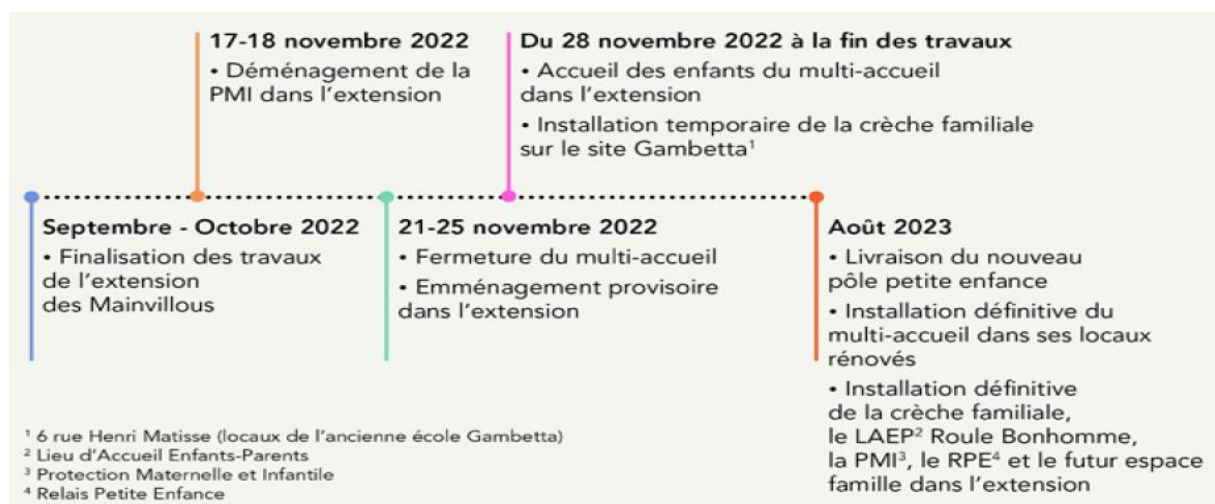 17-18 novembre 2022
• Déménagement de la
PMI dans l’extension
Du 28 novembre 2022 à la fin des travaux
• Accueil des enfants du multi-accueil
dans l’extension
• Installation temporaire de la crèche familiale
sur le site Gambetta¹
Septembre - Octobre 2022
• Finalisation des travaux
de l’extension
des Mainvillous
21-25 novembre 2022
• Fermeture du multi-accueil
• Emménagement provisoire
dans l’extension
Août 2023
• Livraison du nouveau
pôle petite enfance
• Installation définitive du
multi-accueil dans ses locaux
rénovés
• Installation définitive
de la crèche familiale,
le LAEP² Roule Bonhomme,
la PMI³, le RPE⁴ et le futur espace
famille dans l’extension
¹ 6 rue Henri Matisse (locaux de l’ancienne école Gambetta)
² Lieu d’Accueil Enfants-Parents
³ Protection Maternelle et Infantile
⁴ Relais Petite Enfance